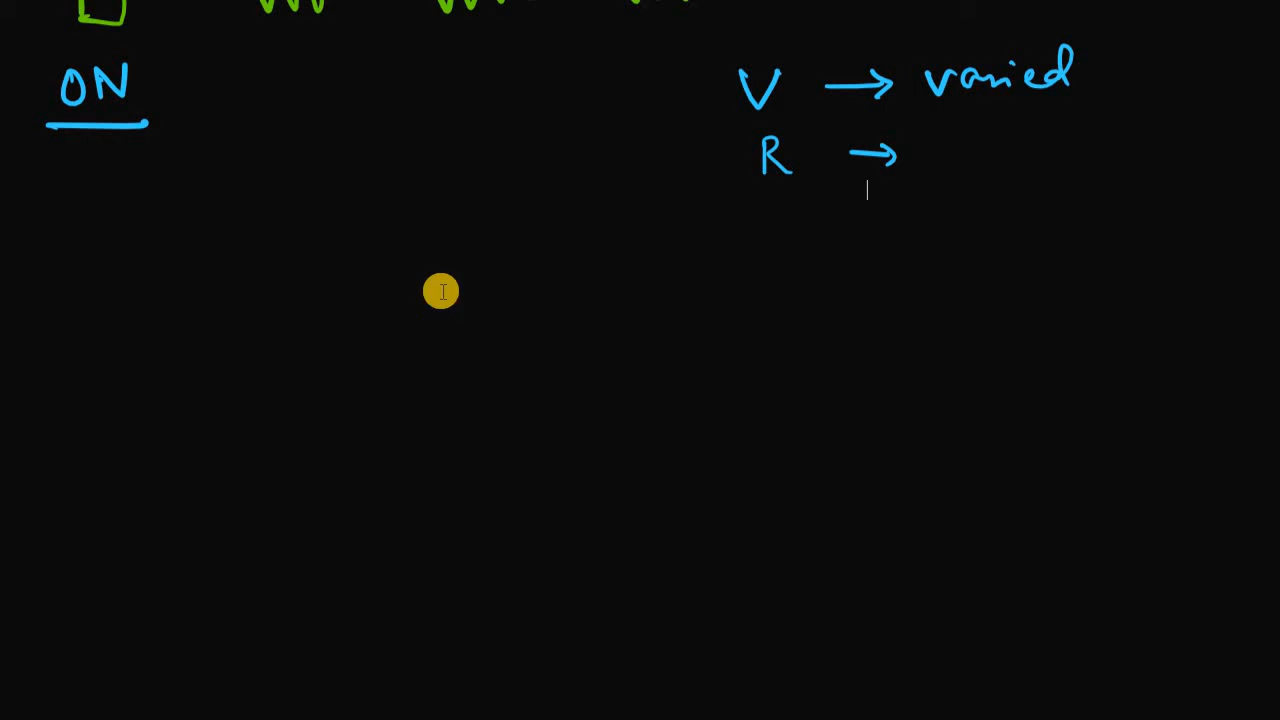 ON
V → varied
R →